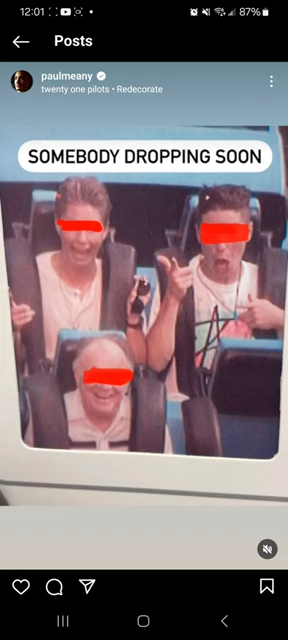 12:01
87%
Posts
paulmeany
twenty one pilots • Redecorate
SOMEBODY DROPPING SOON